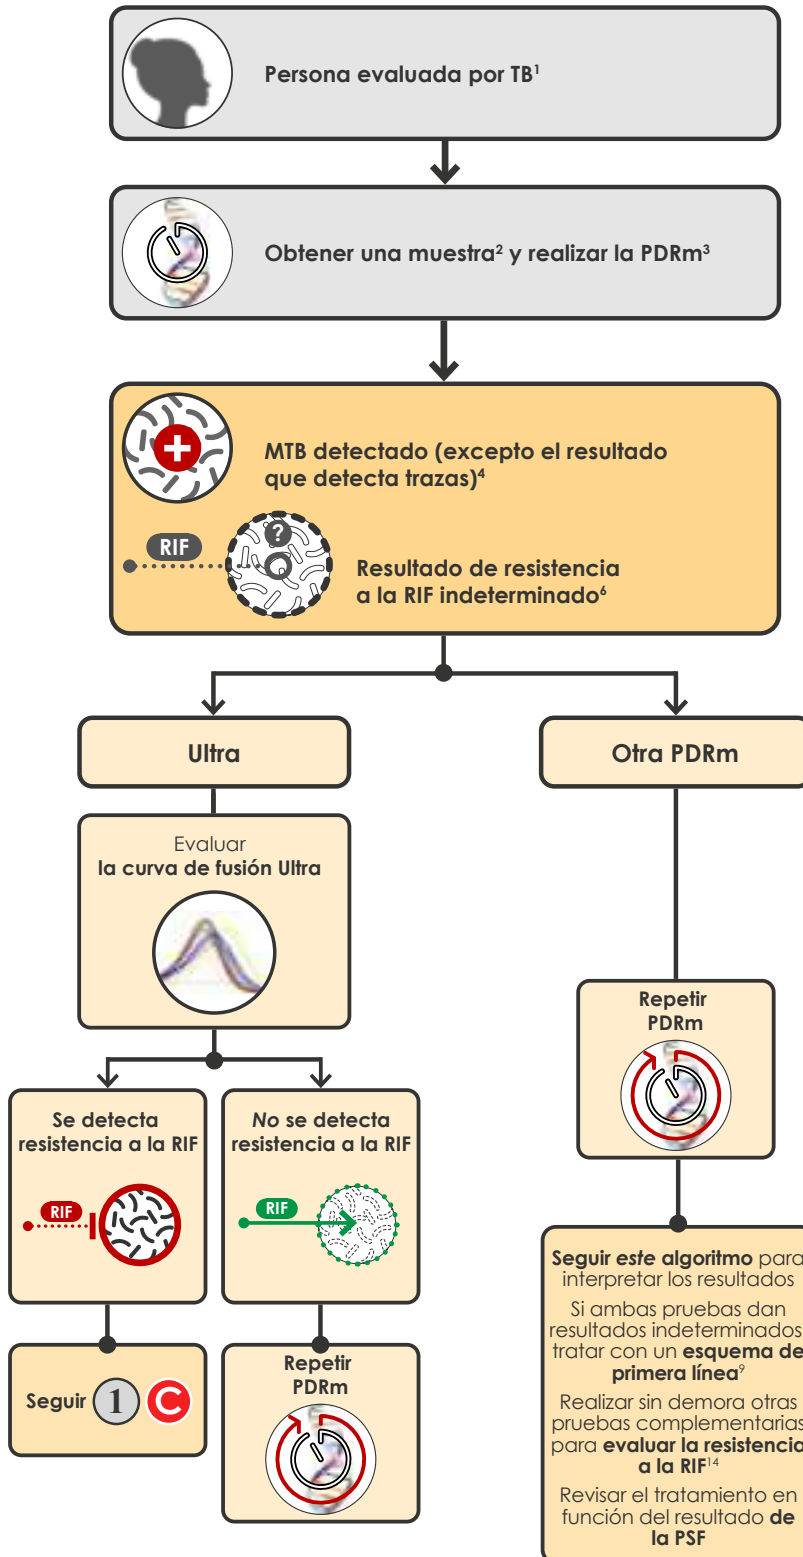 Persona evaluada por TB¹
Obtener una muestra² y realizar la PDRm³
MTB detectado (excepto el resultado
que detecta trazas)⁴
RIF
?
Resultado de resistencia
a la RIF indeterminado⁶
Ultra
Otra PDRm
Evaluar
la curva de fusión Ultra
Se detecta
resistencia a la RIF
RIF
No se detecta
resistencia a la RIF
RIF
Repetir
PDRm
Seguir 1 C
Repetir
PDRm
Seguir este algoritmo para
interpretar los resultados
Si ambas pruebas dan
resultados indeterminados
tratar con un esquema de
primera línea⁹
Realizar sin demora otras
pruebas complementarias
para evaluar la resistencia
a la RIF¹⁴
Revisar el tratamiento en
función del resultado de
la PSF